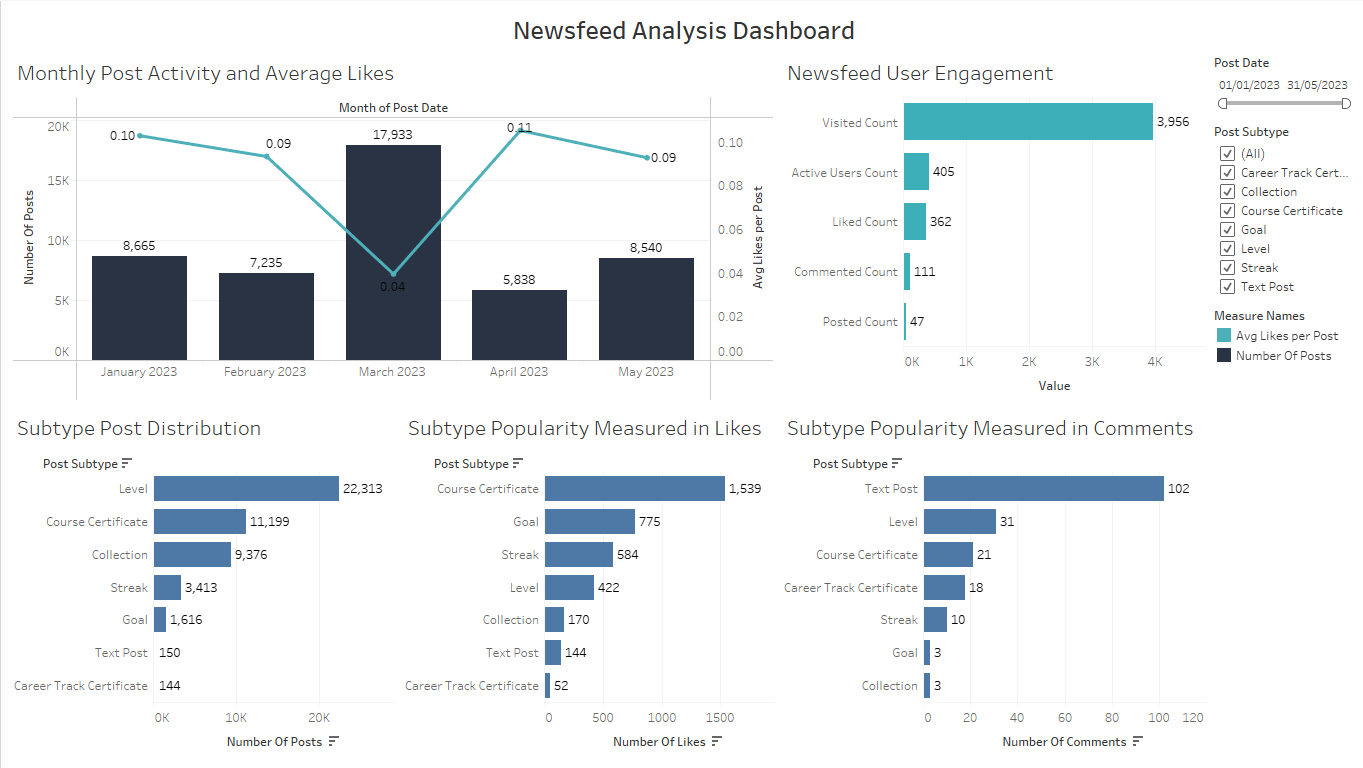 Newsfeed Analysis Dashboard
Monthly Post Activity and Average Likes
Month of Post Date
20K
15K
10K
5K
0K
Number Of Posts
0.10
0.09
17,933
0.11
0.09
8,665
7,235
0.04
5,838
8,540
0.10
0.08
0.06
0.04
0.02
0.00
Avg Likes per Post
January 2023 February 2023 March 2023 April 2023 May 2023
Newsfeed User Engagement
Visited Count 3,956
Active Users Count 405
Liked Count 362
Commented Count 111
Posted Count 47
0K 1K 2K 3K 4K
Value
Post Date
01/01/2023 31/05/2023
Post Subtype
(All)
Career Track Cert...
Collection
Course Certificate
Goal
Level
Streak
Text Post
Measure Names
Avg Likes per Post
Number Of Posts
Subtype Post Distribution
Post Subtype
Level 22,313
Course Certificate 11,199
Collection 9,376
Streak 3,413
Goal 1,616
Text Post 150
Career Track Certificate 144
0K 10K 20K
Number Of Posts
Subtype Popularity Measured in Likes
Post Subtype
Course Certificate 1,539
Goal 775
Streak 584
Level 422
Collection 170
Text Post 144
Career Track Certificate 52
0 500 1000 1500
Number Of Likes
Subtype Popularity Measured in Comments
Post Subtype
Text Post 102
Level 31
Course Certificate 21
Career Track Certificate 18
Streak 10
Goal 3
Collection 3
0 20 40 60 80 100 120
Number Of Comments